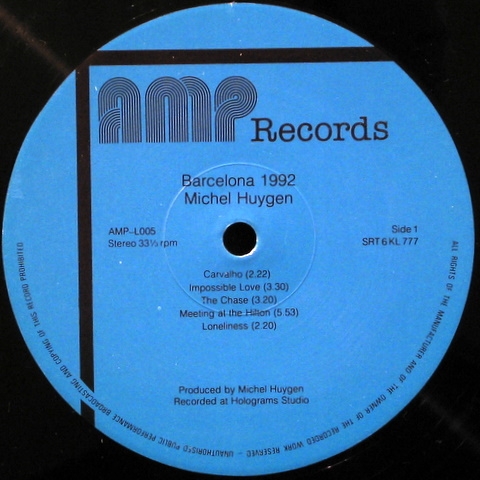 amp Records
Barcelona 1992
Michel Huygen
AMP-L005
Stereo 33⅓ rpm
Side 1
SRT 6 KL 777
Carvalho (2.22)
Impossible Love (3.30)
The Chase (3.20)
Meeting at the Hilton (5.53)
Loneliness (2.20)
Produced by Michel Huygen
Recorded at Holograms Studio
ALL RIGHTS OF THE MANUFACTURER AND OF THE OWNER OF THE RECORDED WORK RESERVED – UNAUTHORISED PUBLIC PERFORMANCE BROADCASTING AND COPYING OF THIS RECORD PROHIBITED